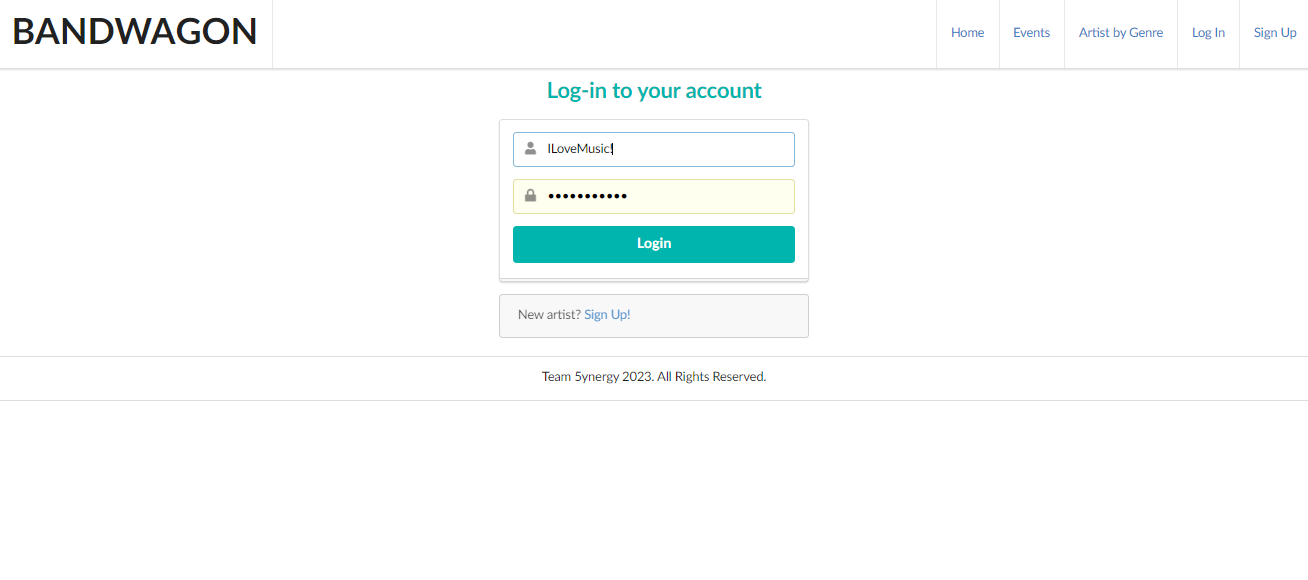 BANDWAGON
Home Events Artist by Genre Log In Sign Up
Log-in to your account
ILoveMusic!
•••••••••••
Login
New artist? Sign Up!
Team 5ynergy 2023. All Rights Reserved.